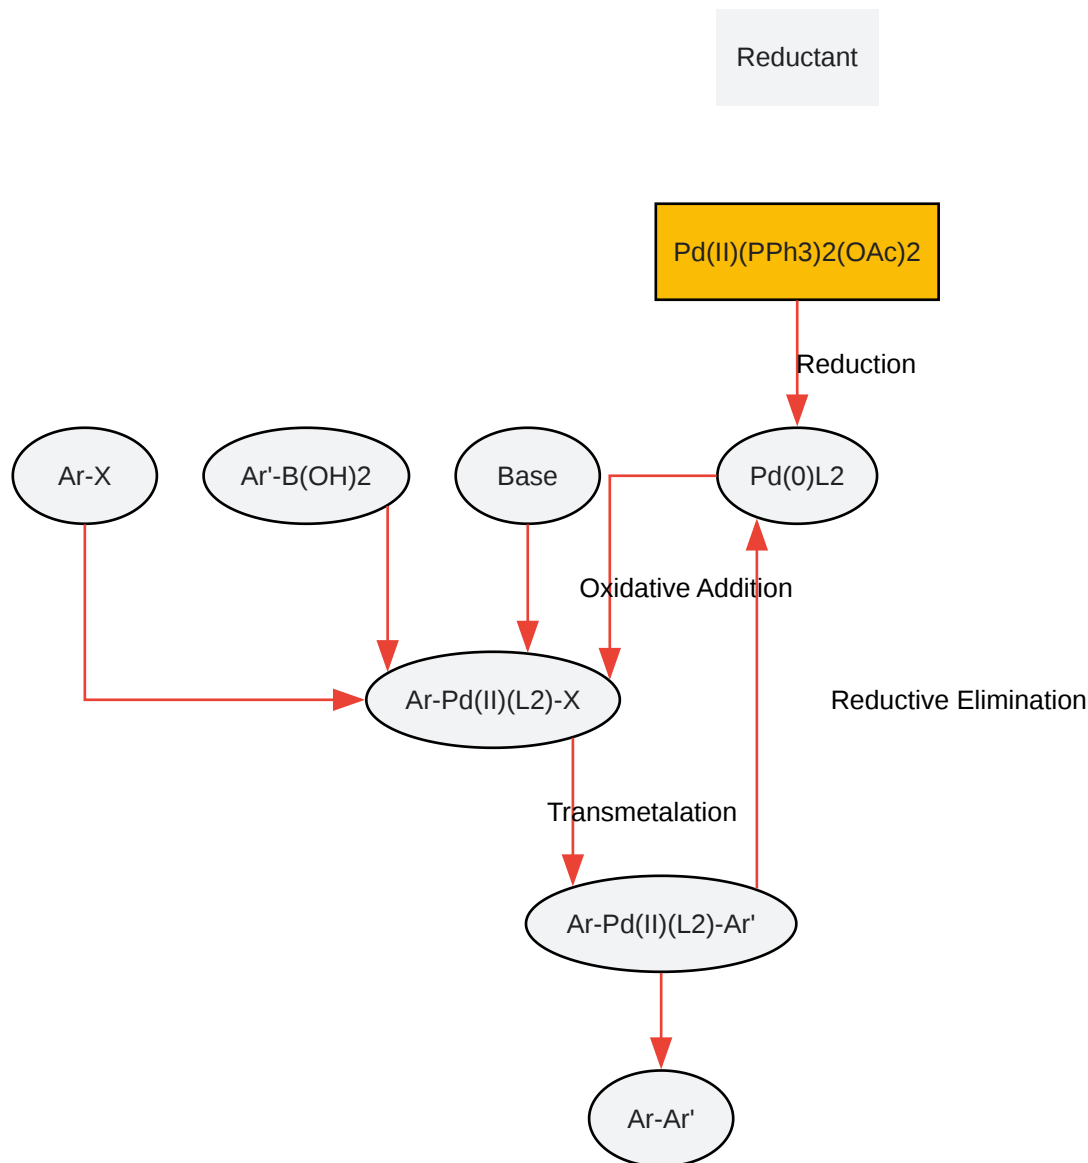 Reductant
Pd(II)(PPh3)2(OAc)2
Reduction
Ar-X
Ar'-B(OH)2
Base
Pd(0)L2
Oxidative Addition
Ar-Pd(II)(L2)-X
Reductive Elimination
Transmetalation
Ar-Pd(II)(L2)-Ar'
Ar-Ar'